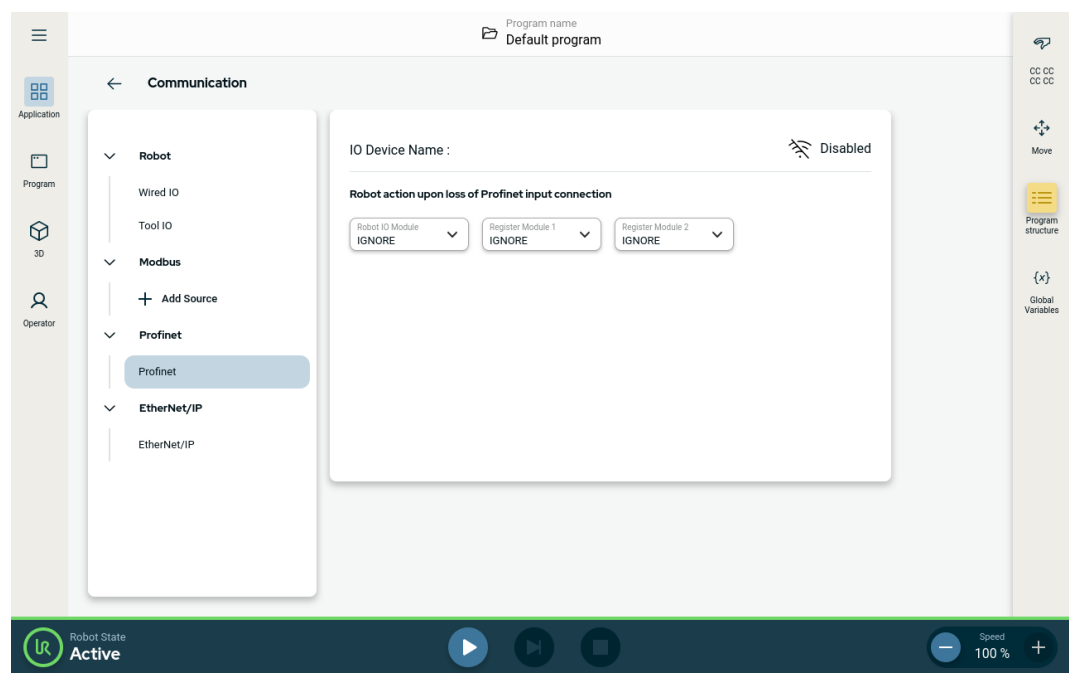 Program name
Default program
Application
Program
3D
Operator
Communication
Robot
Wired IO
Tool IO
Modbus
Add Source
Profinet
Profinet
EtherNet/IP
EtherNet/IP
IO Device Name :
Disabled
Robot action upon loss of Profinet input connection
Robot IO Module
IGNORE
Register Module 1
IGNORE
Register Module 2
IGNORE
CC CC
CC CC
Move
Program
structure
{x}
Global
Variables
Robot State
Active
Speed
100 %